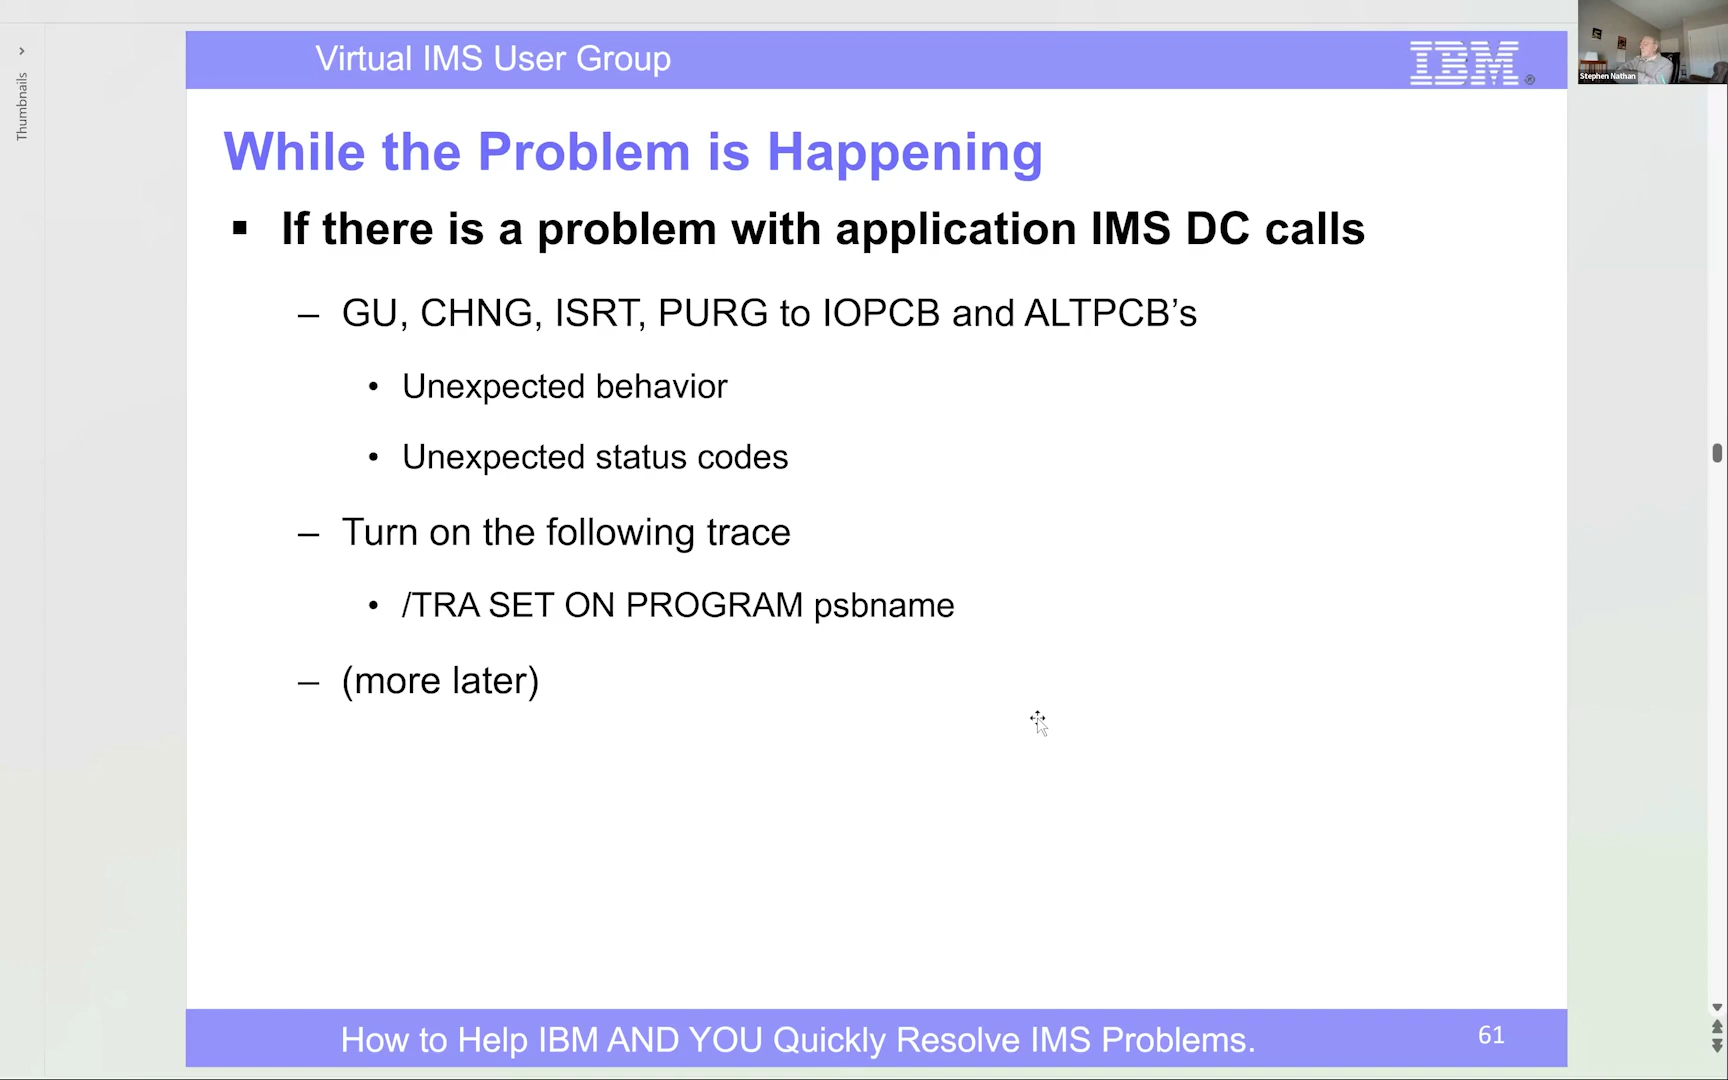 Virtual IMS User Group
IBM®
Stephen Nathan
Thumbnails
While the Problem is Happening
▪ If there is a problem with application IMS DC calls
– GU, CHNG, ISRT, PURG to IOPCB and ALTPCB’s
• Unexpected behavior
• Unexpected status codes
– Turn on the following trace
• /TRA SET ON PROGRAM psbname
– (more later)
How to Help IBM AND YOU Quickly Resolve IMS Problems.
61